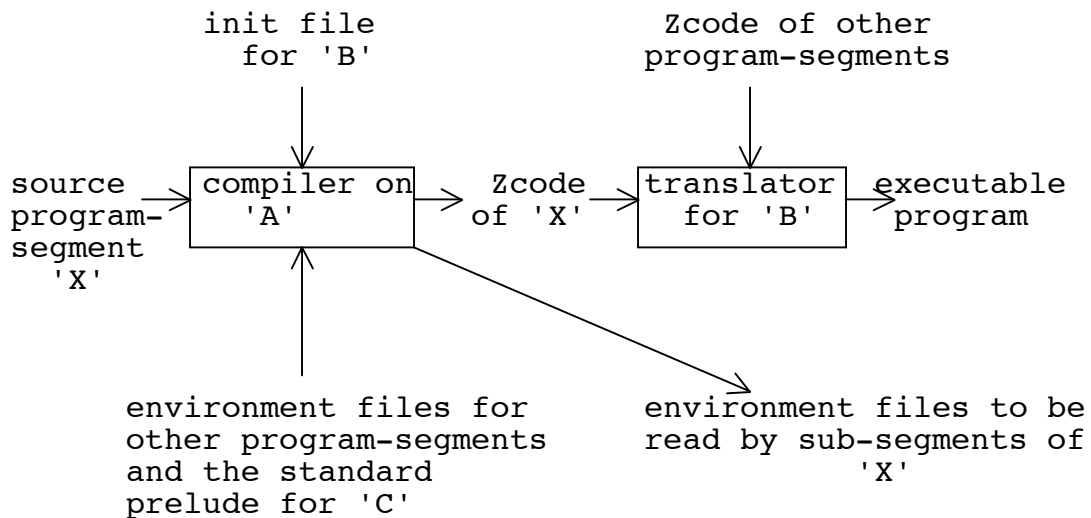 init file
for 'B'
Zcode of other
program-segments
source
program-
segment
'X'
compiler on
'A'
Zcode
of 'X'
translator
for 'B'
executable
program
environment files for
other program-segments
and the standard
prelude for 'C'
environment files to be
read by sub-segments of
'X'